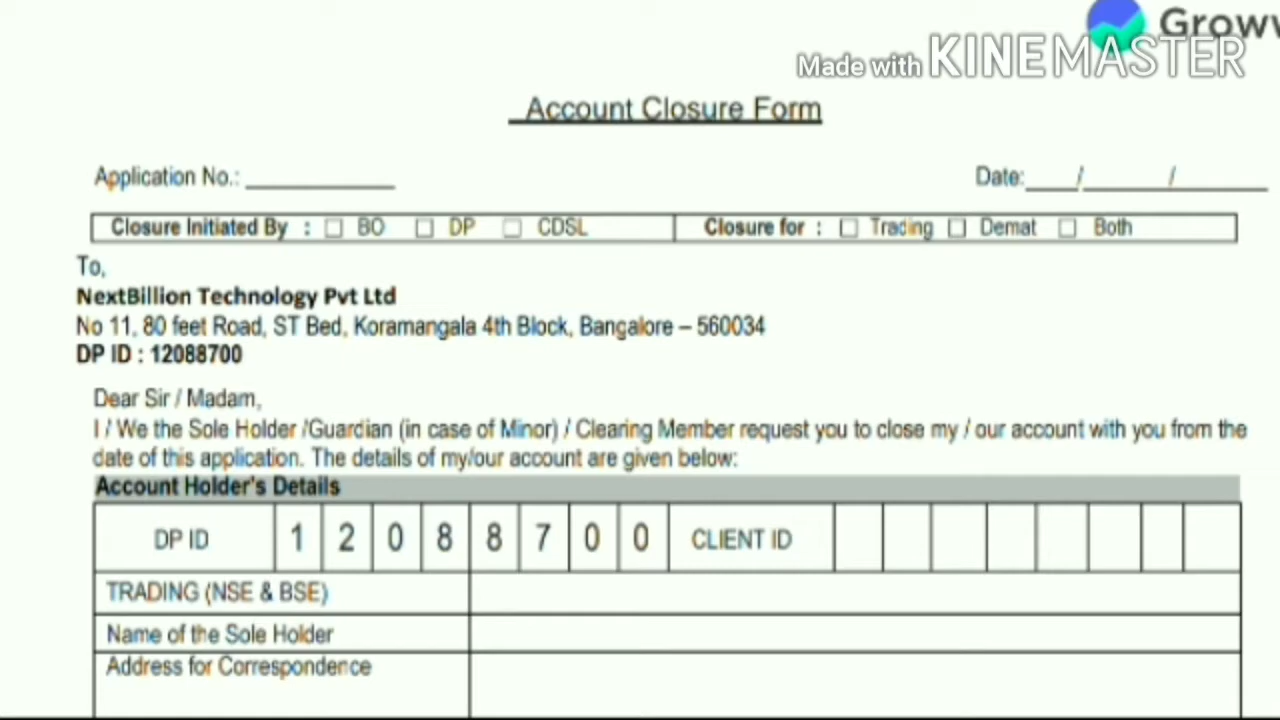 Groww
Made with KINEMASTER
Account Closure Form
Application No.: ___________ Date:____/_______/_______
Closure Initiated By : ☐ BO ☐ DP ☐ CDSL Closure for : ☐ Trading ☐ Demat ☐ Both
To,
NextBillion Technology Pvt Ltd
No 11, 80 feet Road, ST Bed, Koramangala 4th Block, Bangalore – 560034
DP ID : 12088700
Dear Sir / Madam,
I / We the Sole Holder /Guardian (in case of Minor) / Clearing Member request you to close my / our account with you from the
date of this application. The details of my/our account are given below:
Account Holder's Details
DP ID 1 2 0 8 8 7 0 0 CLIENT ID
TRADING (NSE & BSE)
Name of the Sole Holder
Address for Correspondence